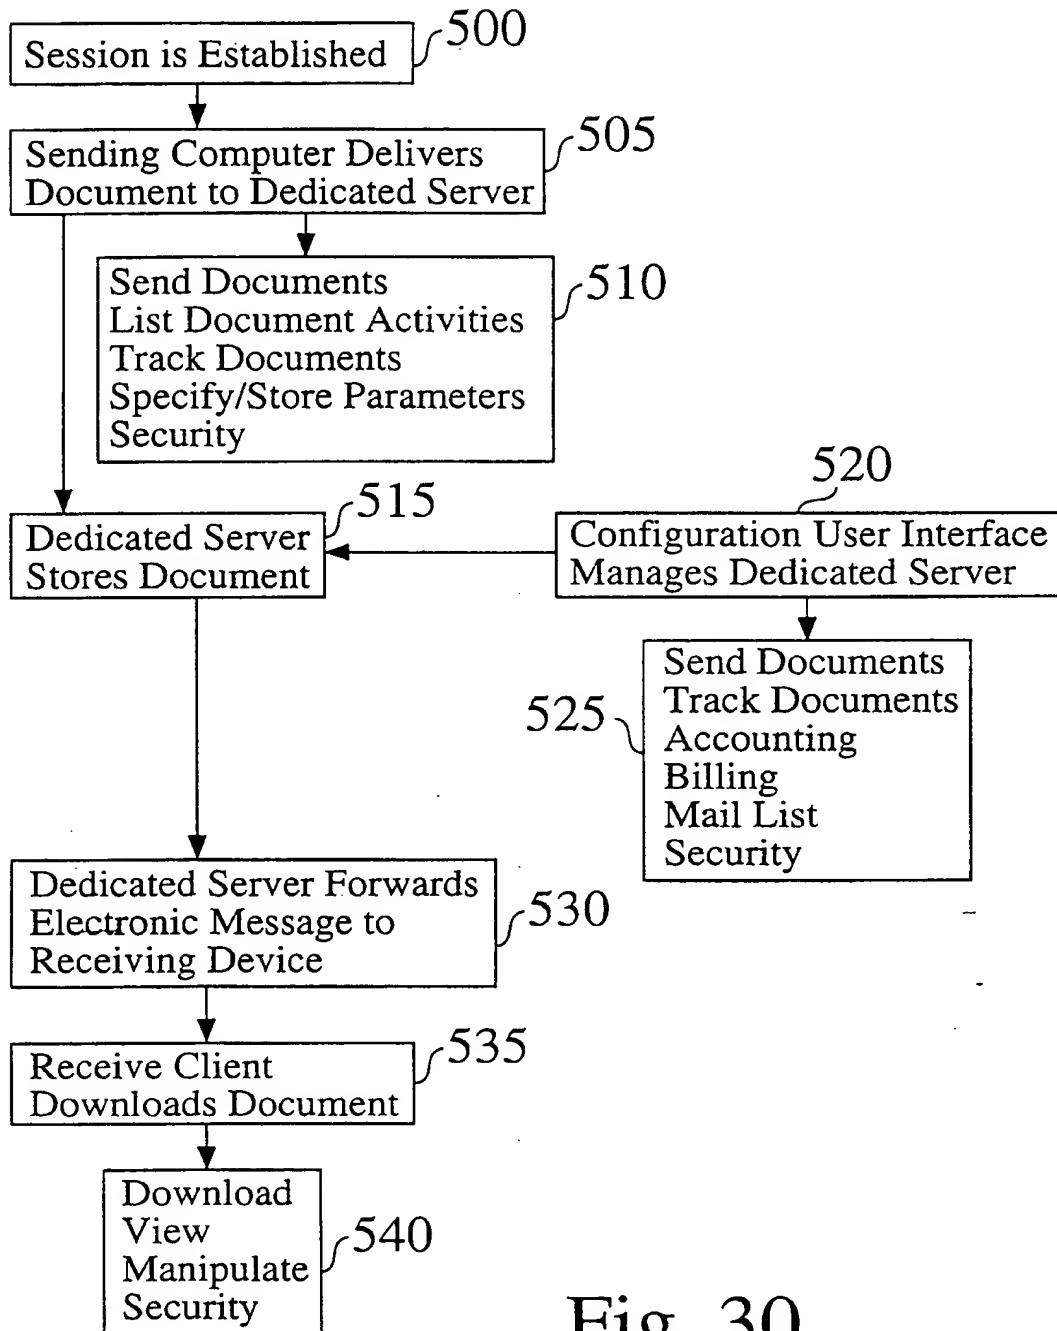 Session is Established
500
Sending Computer Delivers
Document to Dedicated Server
505
Send Documents
List Document Activities
Track Documents
Specify/Store Parameters
Security
510
Dedicated Server
Stores Document
515
520
Configuration User Interface
Manages Dedicated Server
Send Documents
Track Documents
Accounting
Billing
Mail List
Security
525
Dedicated Server Forwards
Electronic Message to
Receiving Device
530
Receive Client
Downloads Document
535
Download
View
Manipulate
Security
540
Fig. 30